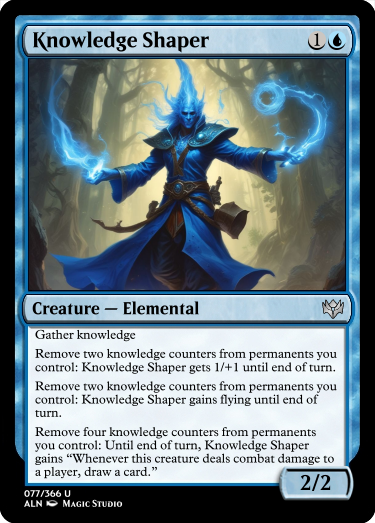 Knowledge Shaper 1
Creature — Elemental
Gather knowledge
Remove two knowledge counters from permanents you
control: Knowledge Shaper gets 1/+1 until end of turn.
Remove two knowledge counters from permanents you
control: Knowledge Shaper gains flying until end of
turn.
Remove four knowledge counters from permanents
you control: Until end of turn, Knowledge Shaper
gains “Whenever this creature deals combat damage to
a player, draw a card.”
2/2
077/366 U
ALN Magic Studio